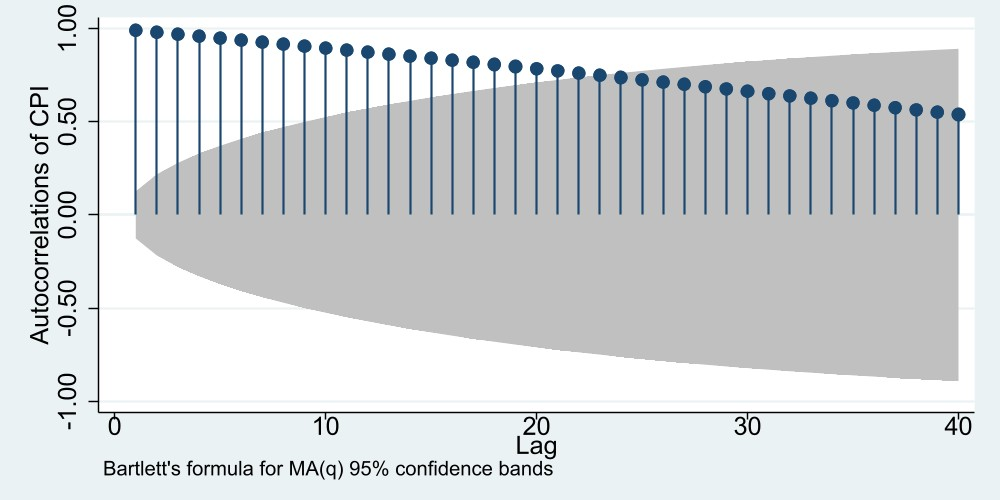 Autocorrelations of CPI
1.00
0.50
0.00
-0.50
-1.00
0 10 20 30 40
Lag
Bartlett's formula for MA(q) 95% confidence bands